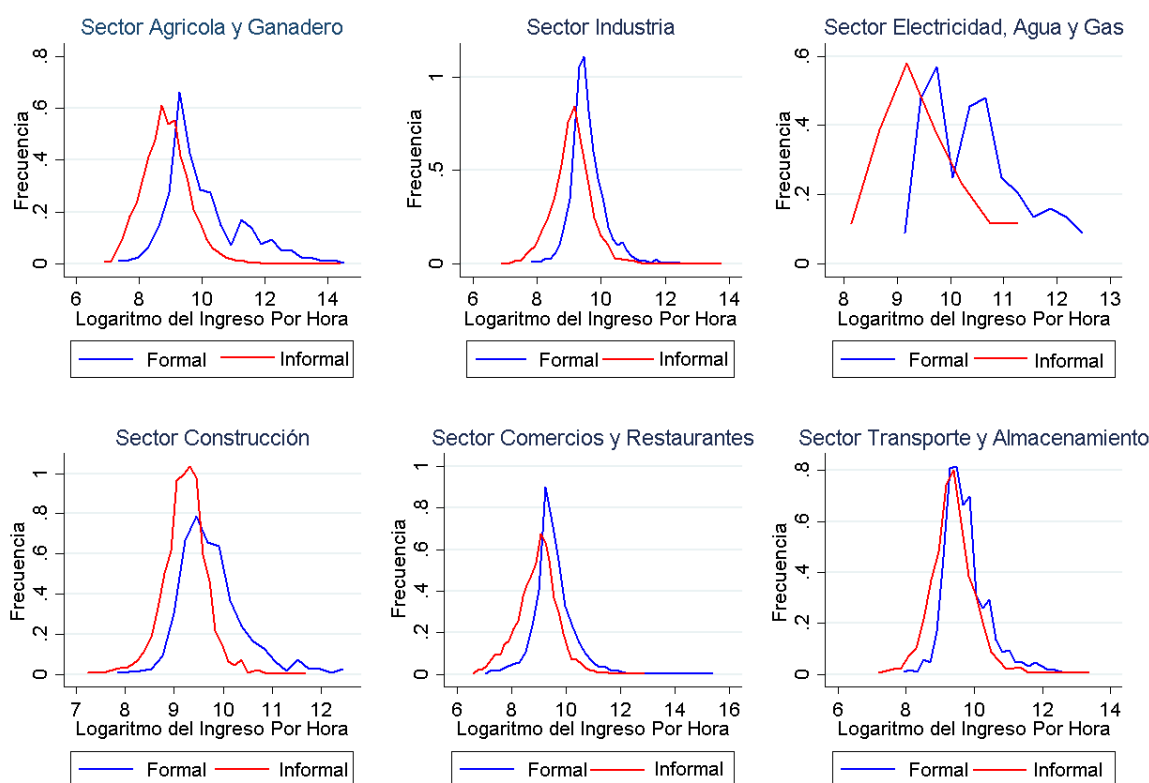 Sector Agricola y Ganadero
Frecuencia
0 .2 .4 .6 .8
6 8 10 12 14
Logaritmo del Ingreso Por Hora
Formal Informal
Sector Industria
Frecuencia
0 .5 1
6 8 10 12 14
Logaritmo del Ingreso Por Hora
Formal Informal
Sector Electricidad, Agua y Gas
Frecuencia
0 .2 .4 .6
8 9 10 11 12 13
Logaritmo del Ingreso Por Hora
Formal Informal
Sector Construcción
Frecuencia
0 .2 .4 .6 .8 1
7 8 9 10 11 12
Logaritmo del Ingreso Por Hora
Formal Informal
Sector Comercios y Restaurantes
Frecuencia
0 .2 .4 .6 .8 1
6 8 10 12 14 16
Logaritmo del Ingreso Por Hora
Formal Informal
Sector Transporte y Almacenamiento
Frecuencia
0 .2 .4 .6 .8
6 8 10 12 14
Logaritmo del Ingreso Por Hora
Formal Informal